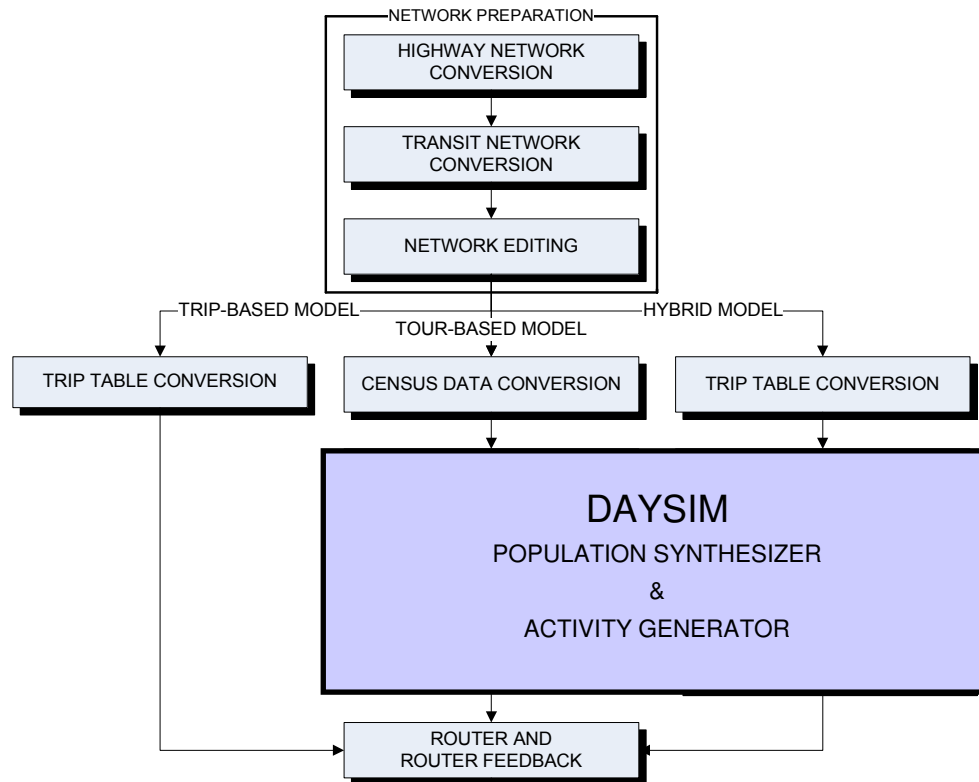 NETWORK PREPARATION
HIGHWAY NETWORK
CONVERSION
TRANSIT NETWORK
CONVERSION
NETWORK EDITING
TRIP-BASED MODEL
TOUR-BASED MODEL
HYBRID MODEL
TRIP TABLE CONVERSION
CENSUS DATA CONVERSION
TRIP TABLE CONVERSION
DAYSIM
POPULATION SYNTHESIZER
&
ACTIVITY GENERATOR
ROUTER AND
ROUTER FEEDBACK